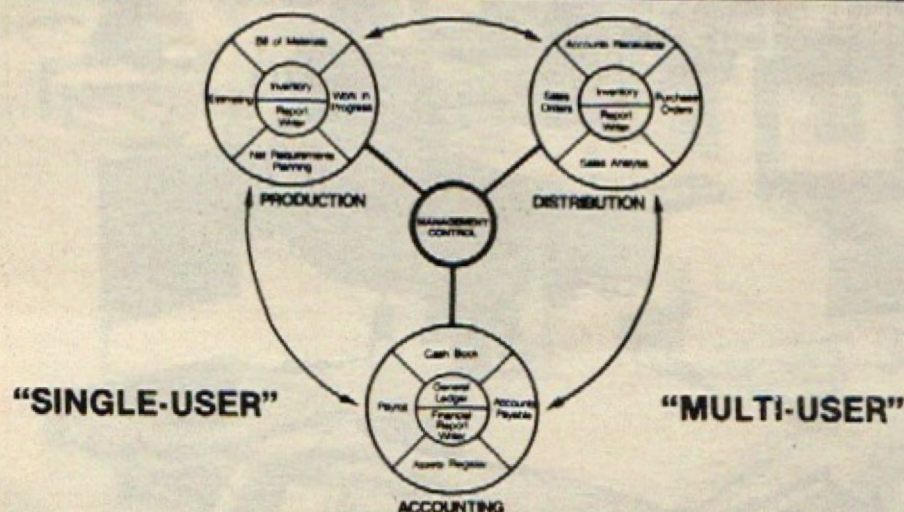 Bill of Materials
Estimating
Inventory
Report
Writer
Work in
Progress
Net Requirements
Planning
PRODUCTION
Accounts Receivable
Sales
Orders
Inventory
Report
Writer
Purchase
Orders
Sales Analysis
DISTRIBUTION
MANAGEMENT
CONTROL
Cash Book
Payroll
General
Ledger
Financial
Report
Writer
Accounts
Payable
Assets Register
ACCOUNTING
“SINGLE-USER”
“MULTI-USER”